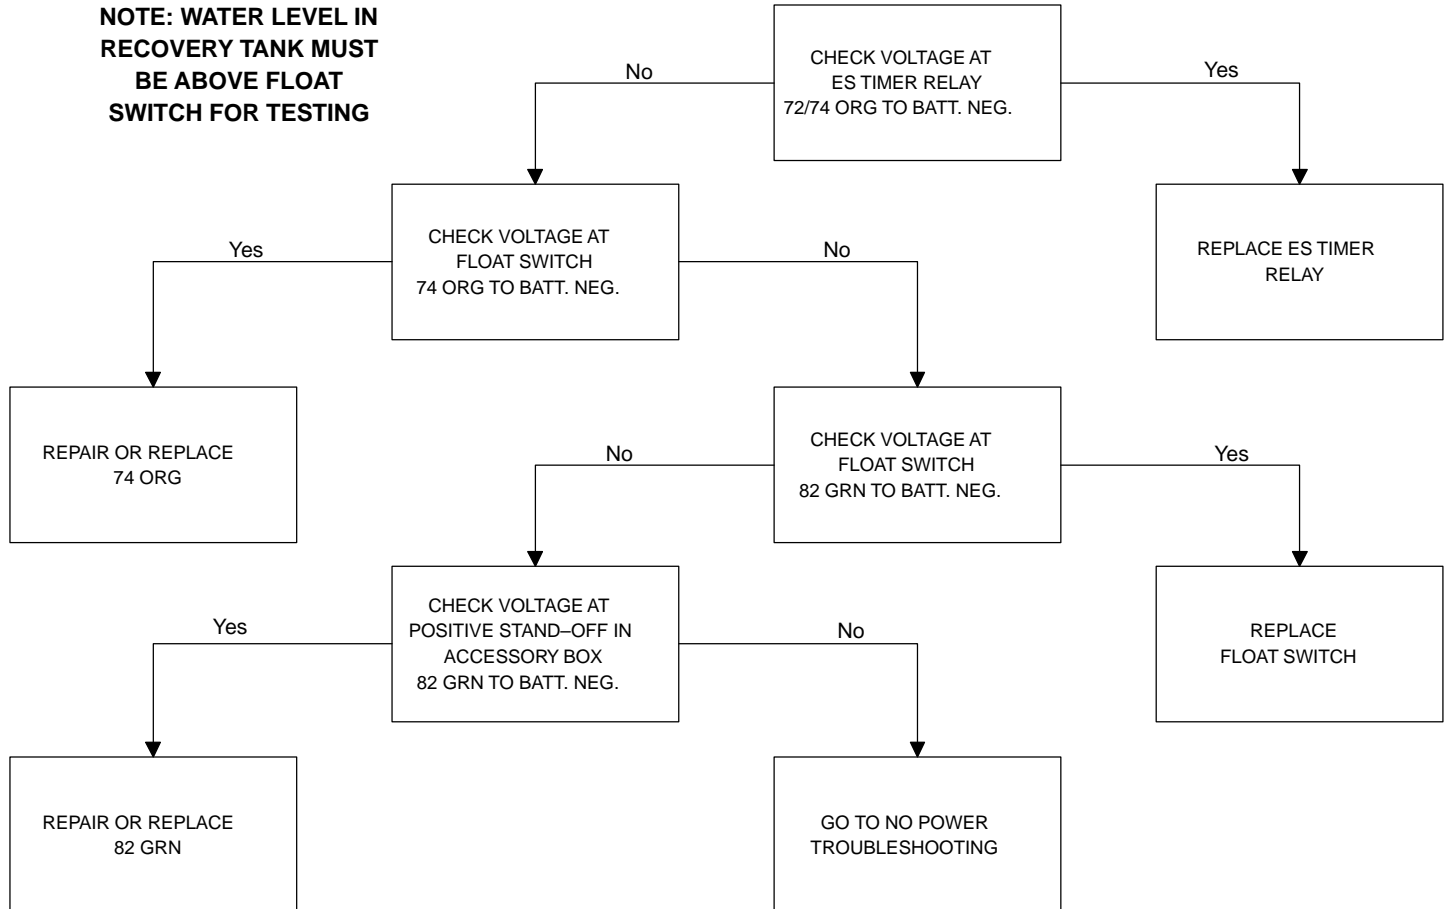 NOTE: WATER LEVEL IN
RECOVERY TANK MUST
BE ABOVE FLOAT
SWITCH FOR TESTING
CHECK VOLTAGE AT
ES TIMER RELAY
72/74 ORG TO BATT. NEG.
No
Yes
CHECK VOLTAGE AT
FLOAT SWITCH
74 ORG TO BATT. NEG.
REPLACE ES TIMER
RELAY
Yes
No
REPAIR OR REPLACE
74 ORG
CHECK VOLTAGE AT
FLOAT SWITCH
82 GRN TO BATT. NEG.
No
Yes
CHECK VOLTAGE AT
POSITIVE STAND–OFF IN
ACCESSORY BOX
82 GRN TO BATT. NEG.
REPLACE
FLOAT SWITCH
Yes
No
REPAIR OR REPLACE
82 GRN
GO TO NO POWER
TROUBLESHOOTING